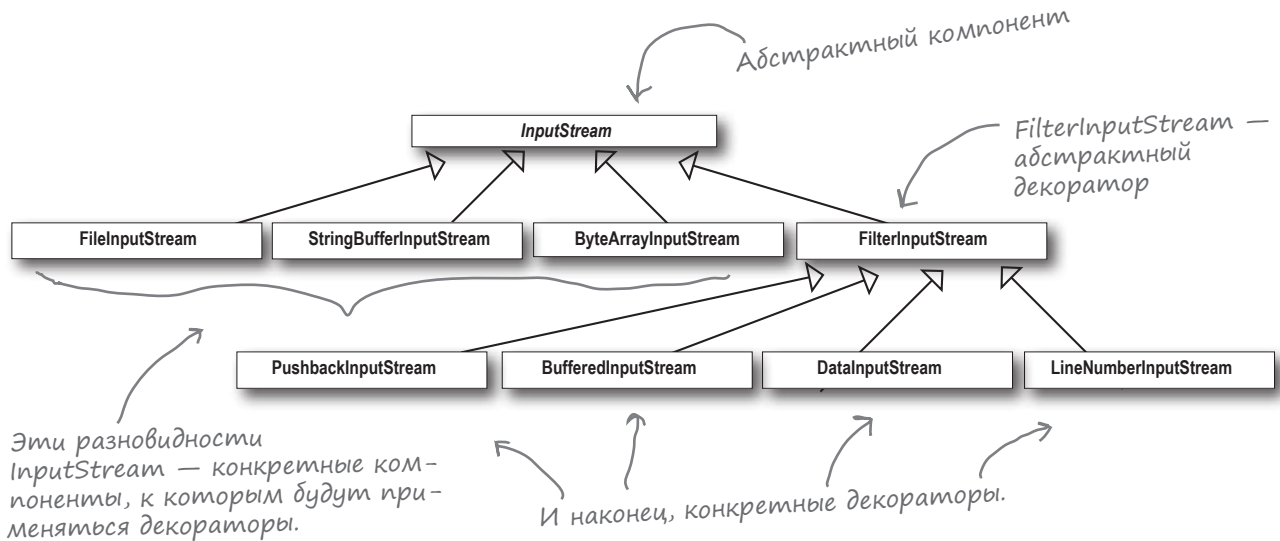 Абстрактный компонент
InputStream
FilterInputStream —
абстрактный
декоратор
FileInputStream
StringBufferInputStream
ByteArrayInputStream
FilterInputStream
PushbackInputStream
BufferedInputStream
DataInputStream
LineNumberInputStream
Эти разновидности
InputStream — конкретные ком-
поненты, к которым будут при-
меняться декораторы.
И наконец, конкретные декораторы.